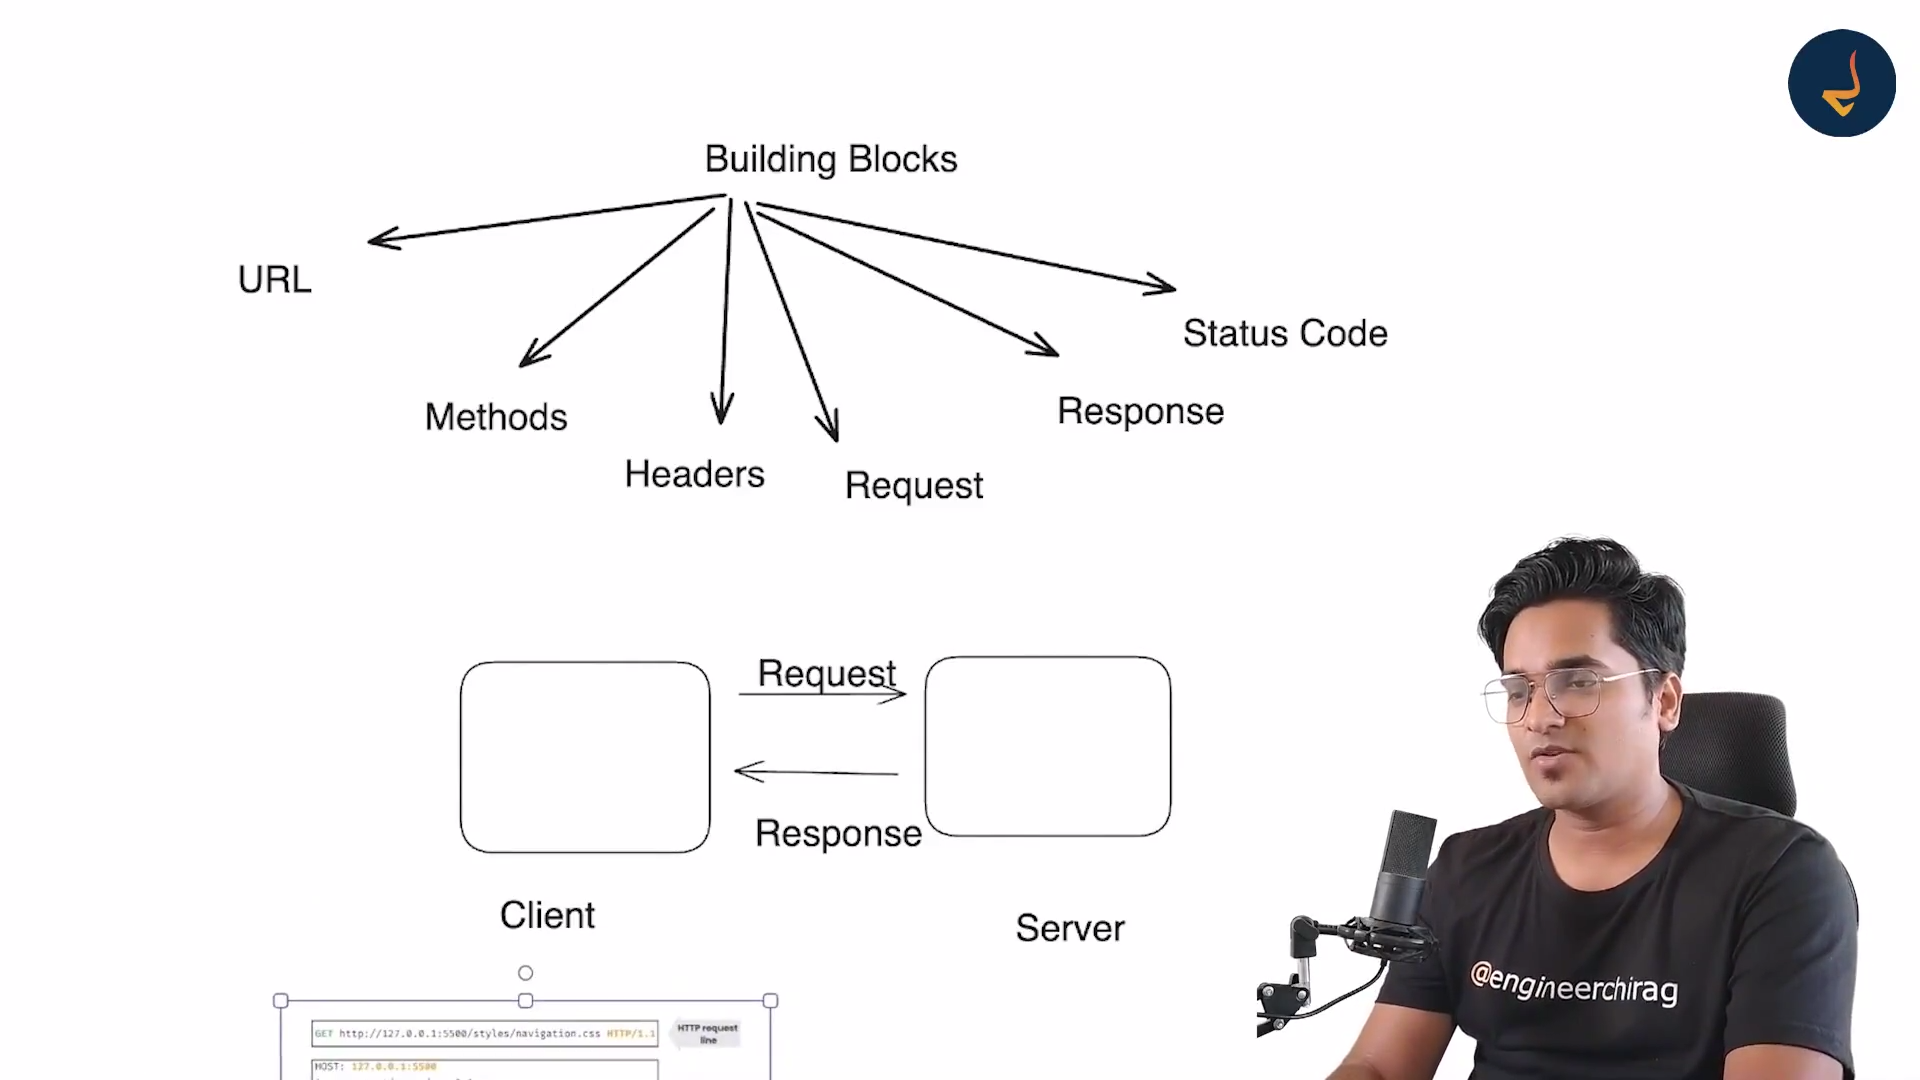 Building Blocks
URL
Status Code
Methods
Response
Headers
Request
Request
Response
Client
Server
GET http://127.0.0.1:5500/styles/navigation.css HTTP/1.1
HTTP request
line
HOST: 127.0.0.1:5500
@engineerchirag